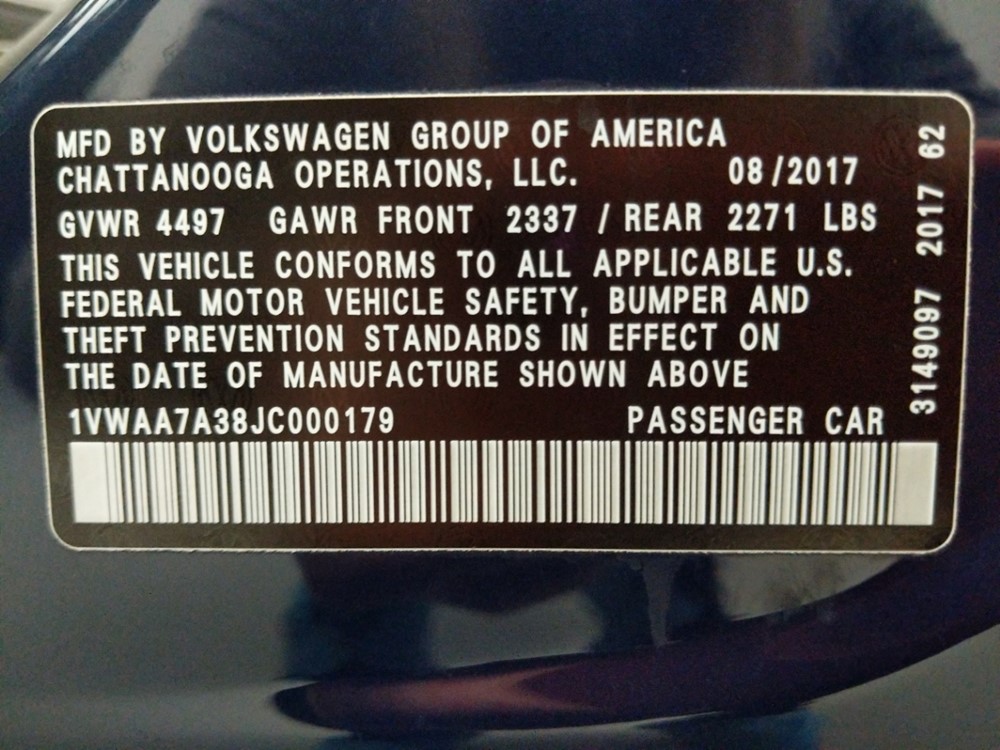 MFD BY VOLKSWAGEN GROUP OF AMERICA
CHATTANOOGA OPERATIONS, LLC. 08/2017
GVWR 4497 GAWR FRONT 2337 / REAR 2271 LBS
THIS VEHICLE CONFORMS TO ALL APPLICABLE U.S.
FEDERAL MOTOR VEHICLE SAFETY, BUMPER AND
THEFT PREVENTION STANDARDS IN EFFECT ON
THE DATE OF MANUFACTURE SHOWN ABOVE
1VWAA7A38JC000179 PASSENGER CAR
3149097 2017 62